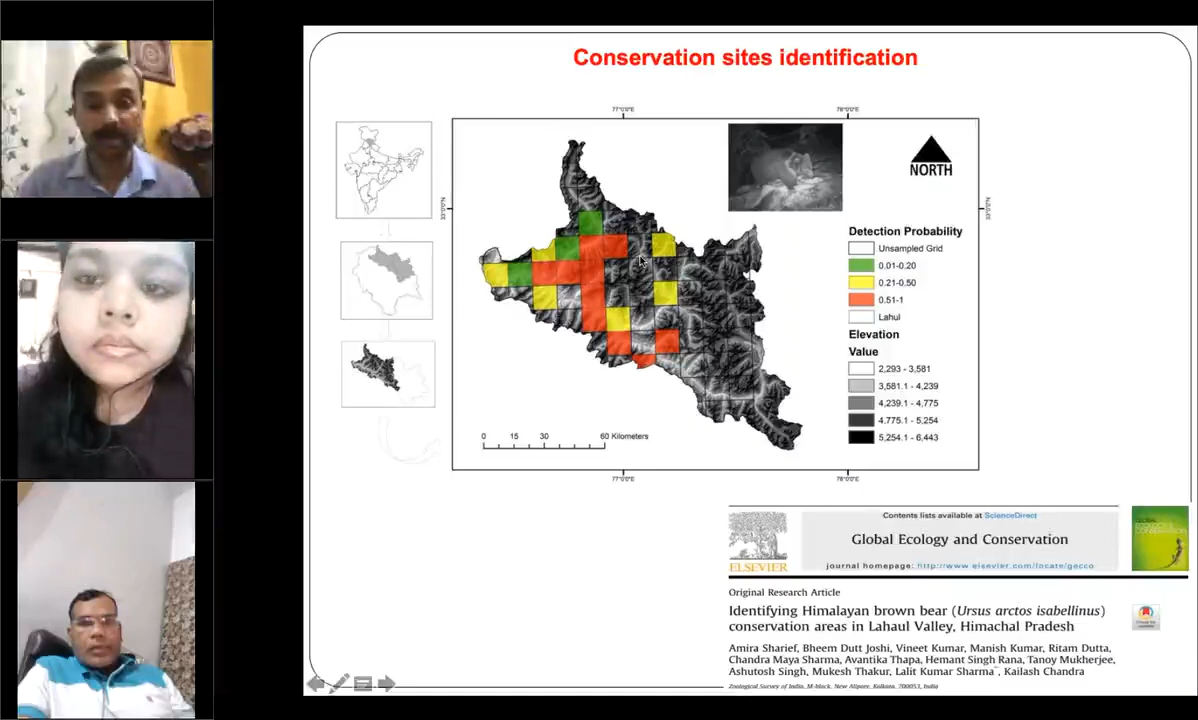 Conservation sites identification
77°0'0"E
78°0'0"E
NORTH
33°0'0"N
33°0'0"N
Detection Probability
Unsampled Grid
0.01-0.20
0.21-0.50
0.51-1
Lahul
Elevation
Value
2,293 - 3,581
3,581.1 - 4,239
4,239.1 - 4,775
4,775.1 - 5,254
5,254.1 - 6,443
0 15 30 60 Kilometers
77°0'0"E
78°0'0"E
Contents lists available at ScienceDirect
Global Ecology and Conservation
ELSEVIER
journal homepage: http://www.elsevier.com/locate/gecco
Original Research Article
Identifying Himalayan brown bear (Ursus arctos isabellinus)
conservation areas in Lahaul Valley, Himachal Pradesh
Amira Sharief, Bheem Dutt Joshi, Vineet Kumar, Manish Kumar, Ritam Dutta,
Chandra Maya Sharma, Avantika Thapa, Hemant Singh Rana, Tanoy Mukherjee,
Ashutosh Singh, Mukesh Thakur, Lalit Kumar Sharma*, Kailash Chandra
Zoological Survey of India, M-block, New Alipore, Kolkata, 700053, India